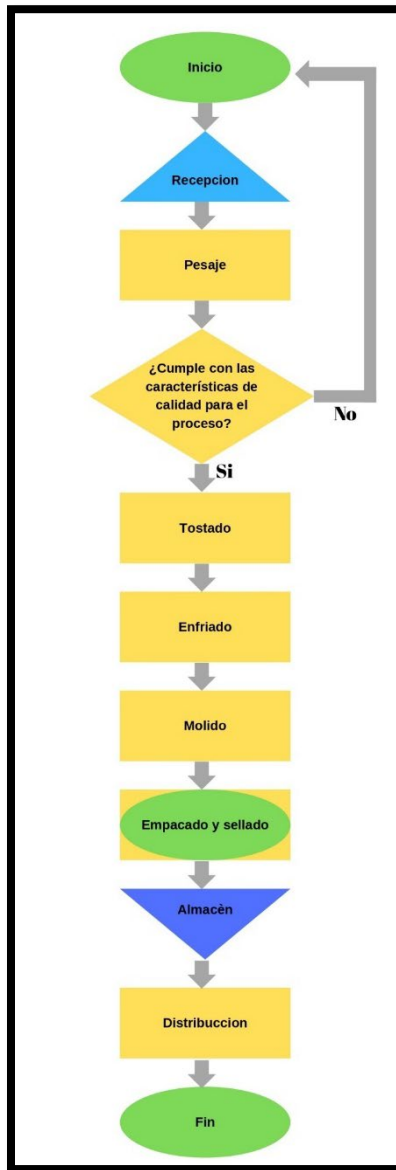 Inicio
Recepcion
Pesaje
¿Cumple con las
características de
calidad para el
proceso?
No
Si
Tostado
Enfriado
Molido
Empacado y sellado
Almacèn
Distribuccion
Fin